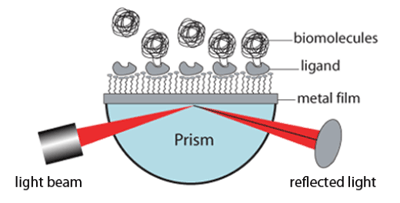 biomolecules
ligand
metal film
Prism
light beam
reflected light